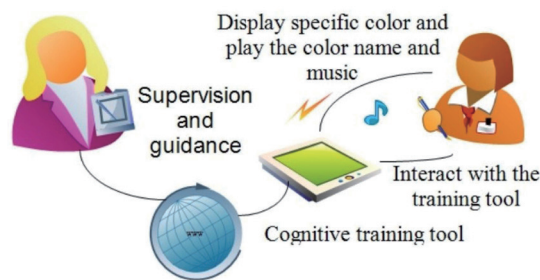 Display specific color and
play the color name and
music
Supervision
and
guidance
Interact with the
training tool
Cognitive training tool
www